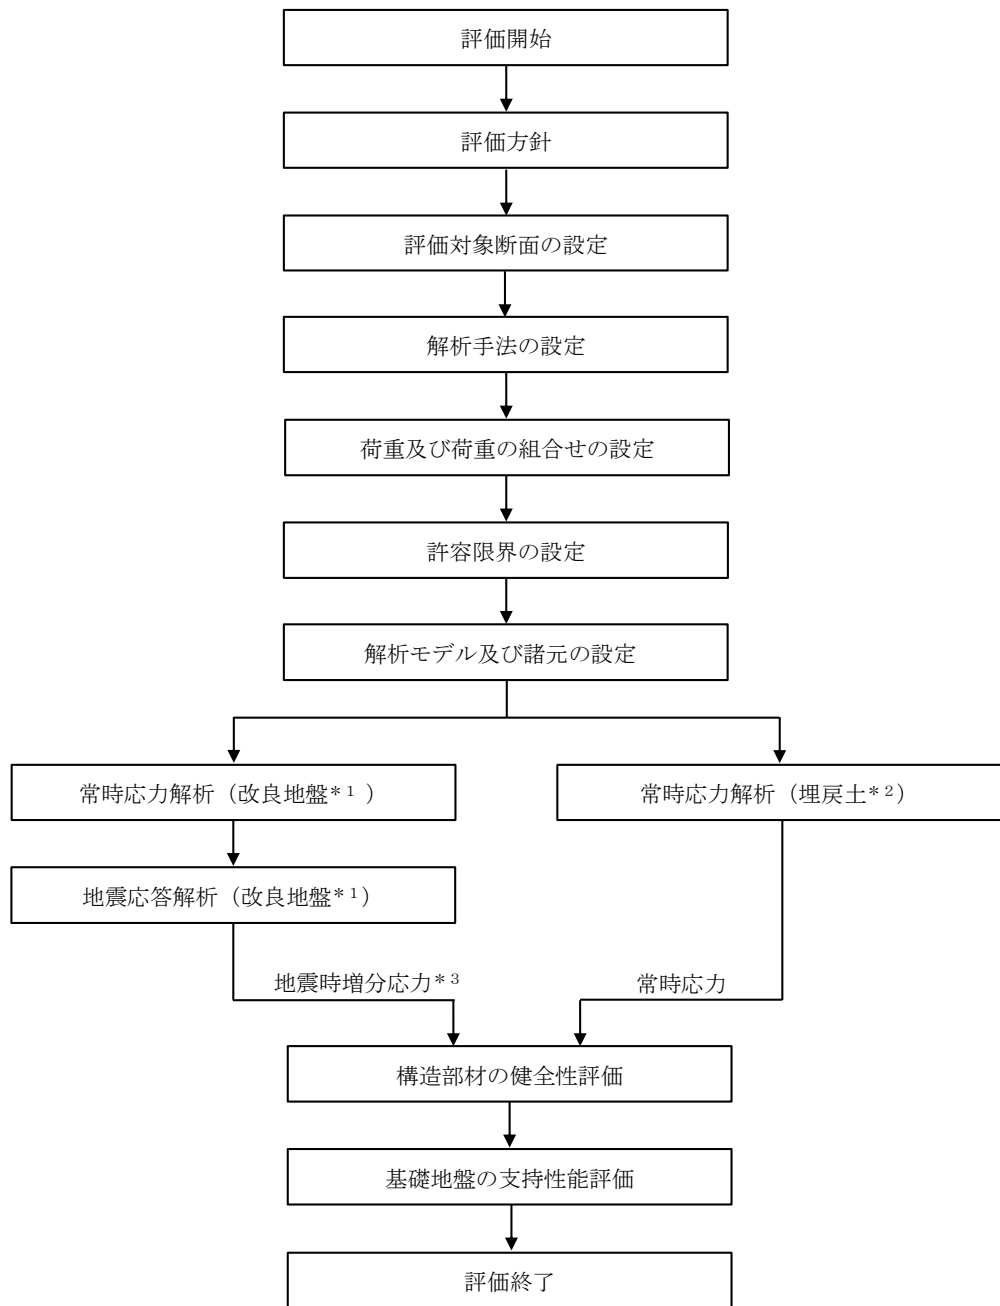 評価開始
評価方針
評価対象断面の設定
解析手法の設定
荷重及び荷重の組合せの設定
許容限界の設定
解析モデル及び諸元の設定
常時応力解析（改良地盤*1）
常時応力解析（埋戻土*2）
地震応答解析（改良地盤*1）
地震時増分応力*3
常時応力
構造部材の健全性評価
基礎地盤の支持性能評価
評価終了